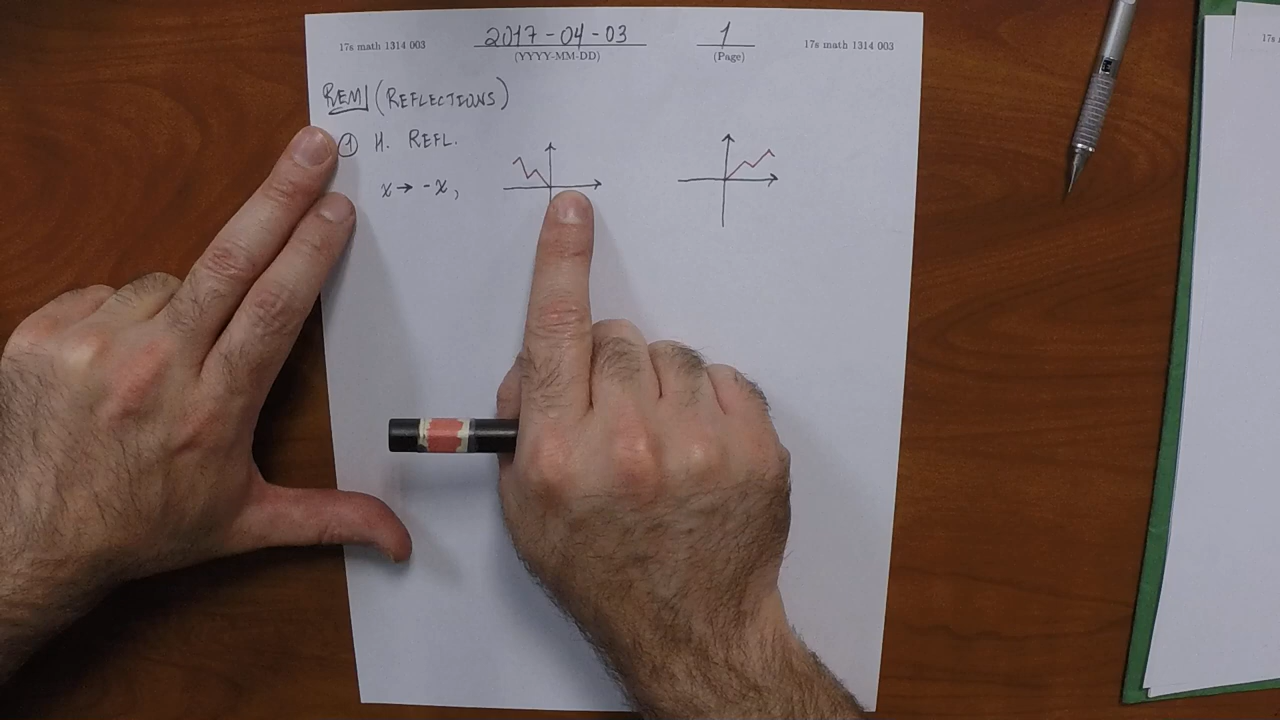 17s math 1314 003 2017-04-03 1 17s math 1314 003
(YYYY-MM-DD) (Page)
REM (REFLECTIONS)
① H. REFL.
x → -x,
17s